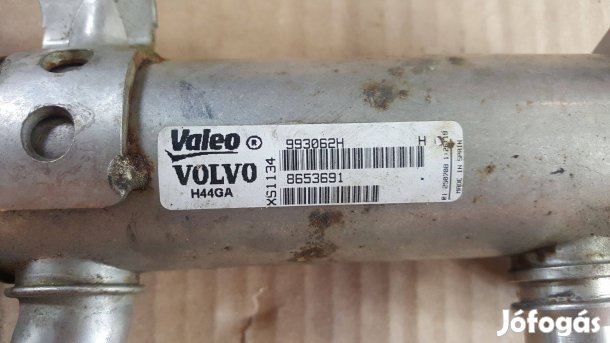 Valeo ®
VOLVO
H44GA
XS1134
993062H H
8653691
MADE IN SPAIN
Jófogás